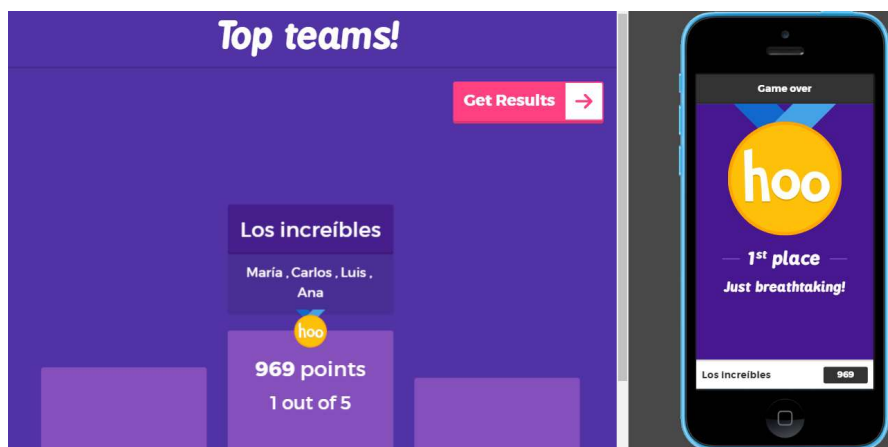 Top teams!
Get Results
Los increíbles
María , Carlos , Luis ,
Ana
hoo
969 points
1 out of 5
Game over
hoo
1st place
Just breathtaking!
Los increíbles 969